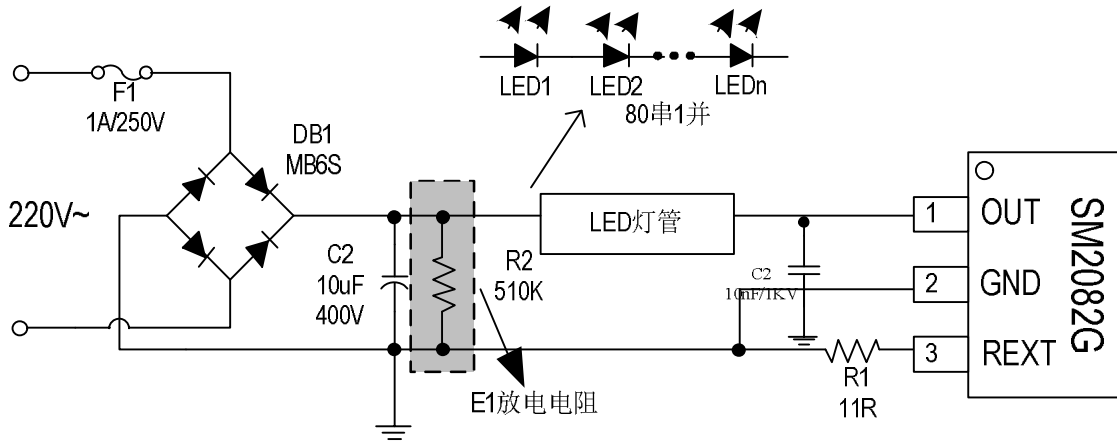 F1
1A/250V
220V~
DB1
MB6S
LED1
LED2
LEDn
80串1并
C2
10uF
400V
R2
510K
E1放电电阻
LED灯管
C2
10nF/1KV
R1
11R
1
OUT
2
GND
3
REXT
SM2082G